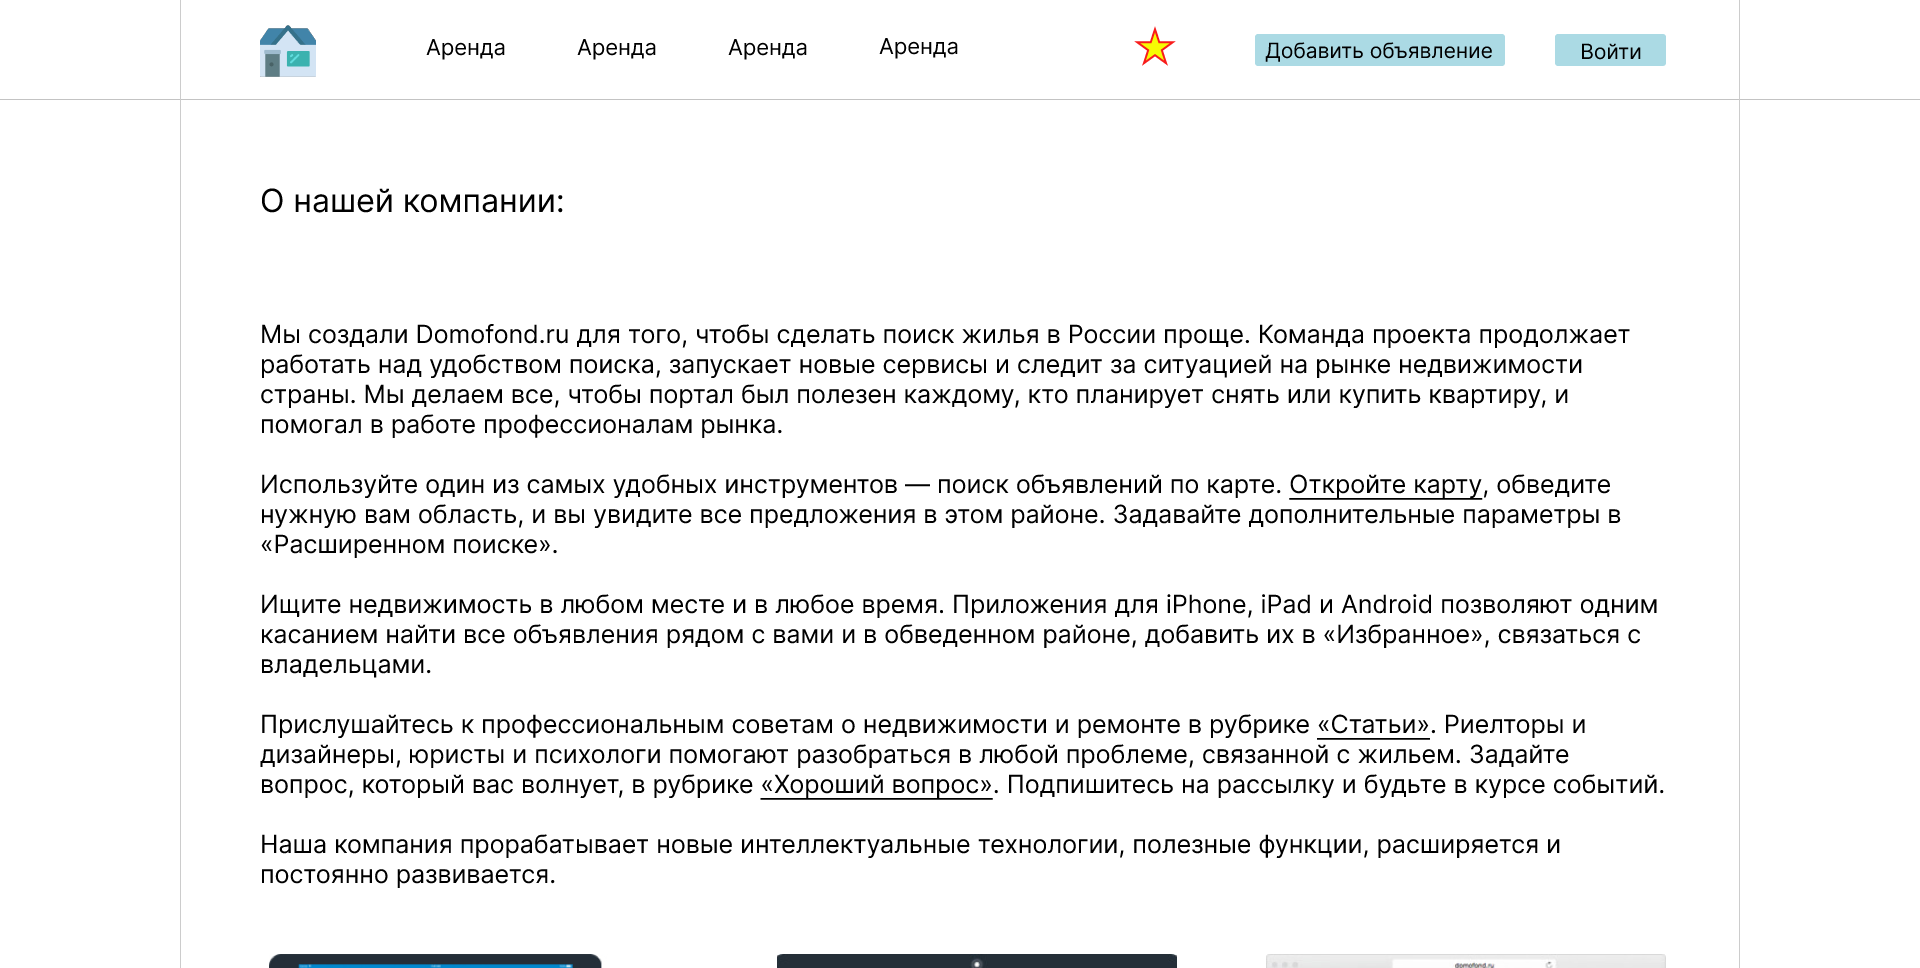 Аренда Аренда Аренда Аренда Добавить объявление Войти
О нашей компании:
Мы создали Domofond.ru для того, чтобы сделать поиск жилья в России проще. Команда проекта продолжает
работать над удобством поиска, запускает новые сервисы и следит за ситуацией на рынке недвижимости
страны. Мы делаем все, чтобы портал был полезен каждому, кто планирует снять или купить квартиру, и
помогал в работе профессионалам рынка.
Используйте один из самых удобных инструментов — поиск объявлений по карте. Откройте карту, обведите
нужную вам область, и вы увидите все предложения в этом районе. Задавайте дополнительные параметры в
«Расширенном поиске».
Ищите недвижимость в любом месте и в любое время. Приложения для iPhone, iPad и Android позволяют одним
касанием найти все объявления рядом с вами и в обведенном районе, добавить их в «Избранное», связаться с
владельцами.
Прислушайтесь к профессиональным советам о недвижимости и ремонте в рубрике «Статьи». Риелторы и
дизайнеры, юристы и психологи помогают разобраться в любой проблеме, связанной с жильем. Задайте
вопрос, который вас волнует, в рубрике «Хороший вопрос». Подпишитесь на рассылку и будьте в курсе событий.
Наша компания прорабатывает новые интеллектуальные технологии, полезные функции, расширяется и
постоянно развивается.
domofond.ru